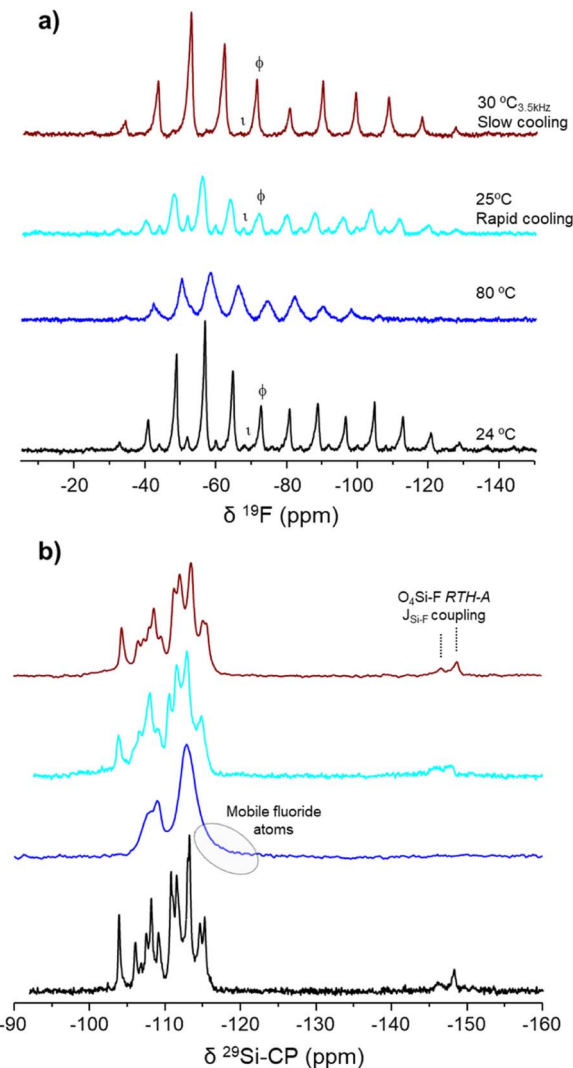 a)
ϕ
ι
30 ºC3.5kHz
Slow cooling
ϕ
ι
25ºC
Rapid cooling
80 ºC
ϕ
ι
24 ºC
-20 -40 -60 -80 -100 -120 -140
δ 19F (ppm)
b)
O4Si-F RTH-A
JSi-F coupling
Mobile fluoride
atoms
-90 -100 -110 -120 -130 -140 -150 -160
δ 29Si-CP (ppm)